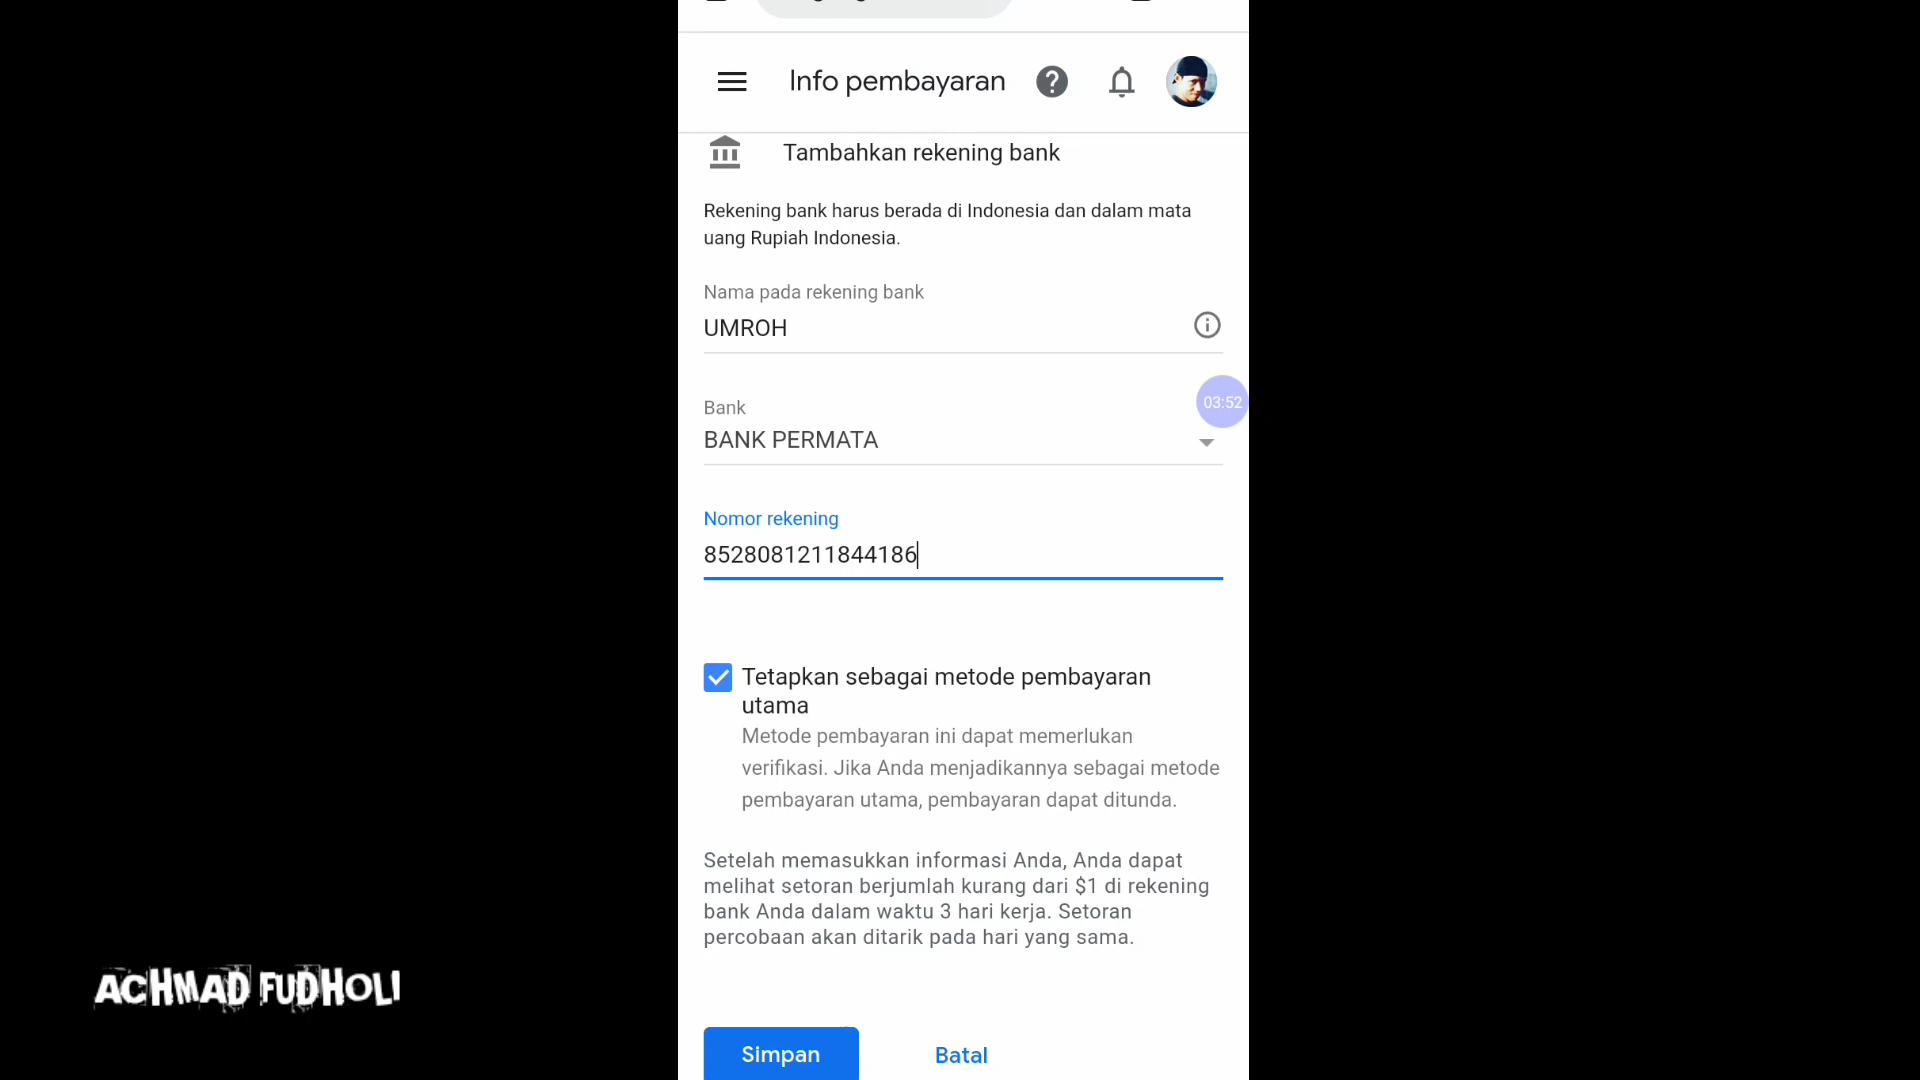 Info pembayaran
Tambahkan rekening bank
Rekening bank harus berada di Indonesia dan dalam mata
uang Rupiah Indonesia.
Nama pada rekening bank
UMROH
03:52
Bank
BANK PERMATA
Nomor rekening
8528081211844186
Tetapkan sebagai metode pembayaran
utama
Metode pembayaran ini dapat memerlukan
verifikasi. Jika Anda menjadikannya sebagai metode
pembayaran utama, pembayaran dapat ditunda.
Setelah memasukkan informasi Anda, Anda dapat
melihat setoran berjumlah kurang dari $1 di rekening
bank Anda dalam waktu 3 hari kerja. Setoran
percobaan akan ditarik pada hari yang sama.
ACHMAD FUDHOLI
Simpan Batal